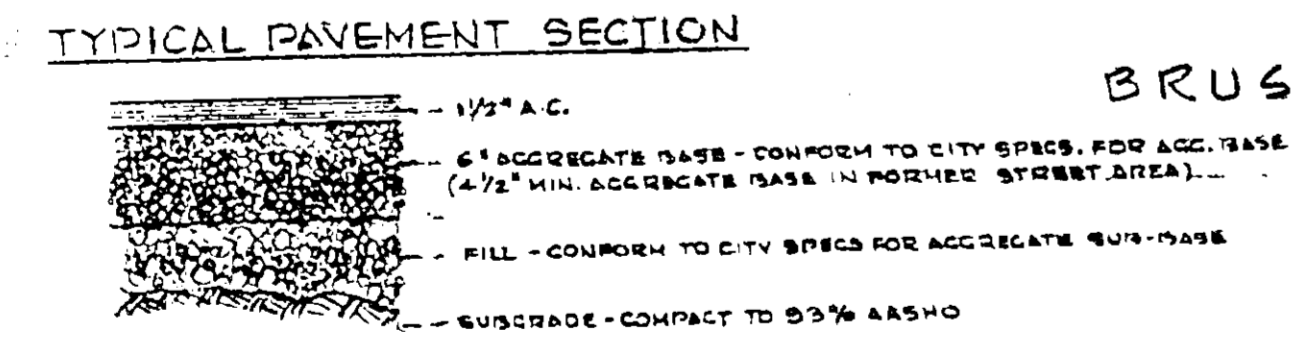 TYPICAL PAVEMENT SECTION
BRUS
1 1/2" A.C.
6" AGGREGATE BASE - CONFORM TO CITY SPECS. FOR AGG. BASE
(4 1/2" MIN. AGGREGATE BASE IN FORMER STREET AREA)
FILL - CONFORM TO CITY SPECS FOR AGGREGATE SUB-BASE
SUBGRADE - COMPACT TO 93% AASHO